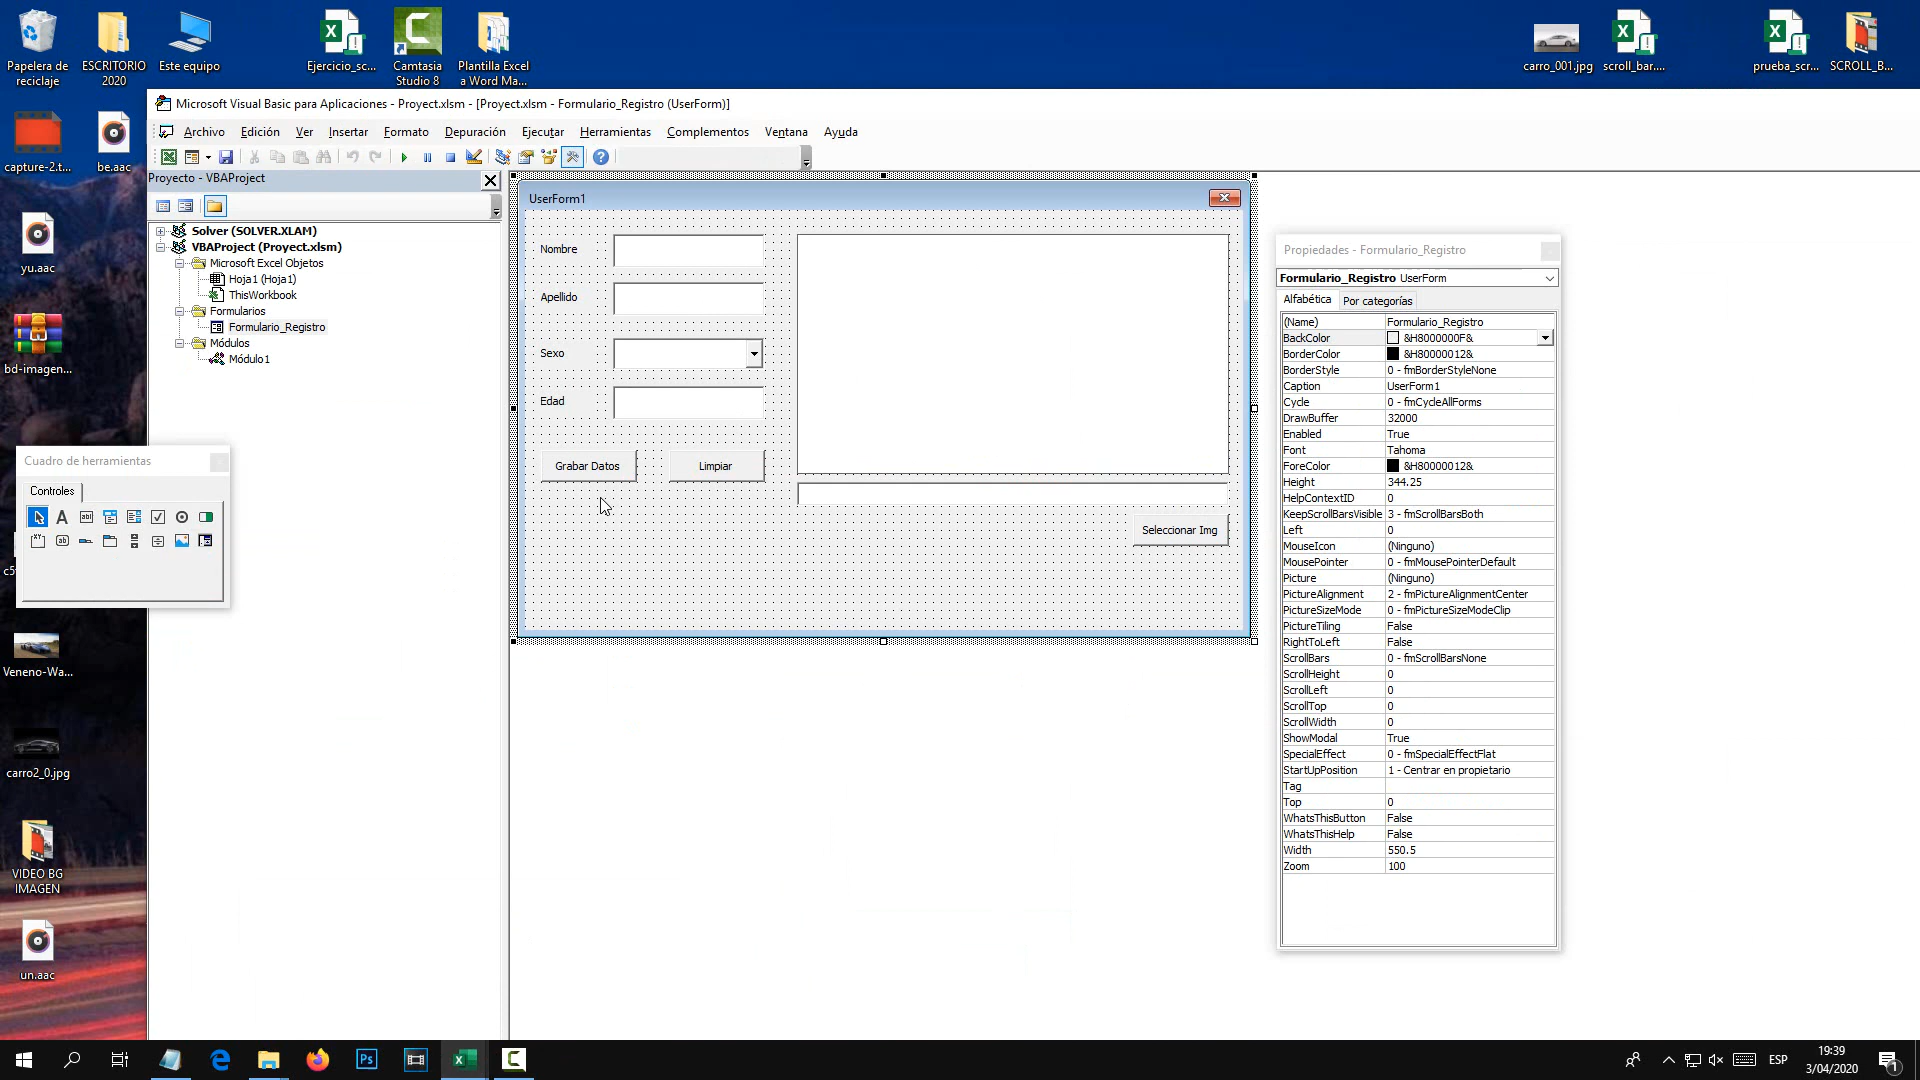 Papelera de
reciclaje
ESCRITORIO
2020
Este equipo
Ejercicio_sc...
Camtasia
Studio 8
Plantilla Excel
a Word Ma...
carro_001.jpg
scroll_bar....
prueba_scr...
SCROLL_B...
capture-2.t...
be.aac
yu.aac
bd-imagen...
Veneno-Wa...
carro2_0.jpg
VIDEO BG
IMAGEN
un.aac
Microsoft Visual Basic para Aplicaciones - Proyect.xlsm - [Proyect.xlsm - Formulario_Registro (UserForm)]
Archivo Edición Ver Insertar Formato Depuración Ejecutar Herramientas Complementos Ventana Ayuda
Proyecto - VBAProject
Solver (SOLVER.XLAM)
VBAProject (Proyect.xlsm)
Microsoft Excel Objetos
Hoja1 (Hoja1)
ThisWorkbook
Formularios
Formulario_Registro
Módulos
Módulo1
Cuadro de herramientas
Controles
UserForm1
Nombre
Apellido
Sexo
Edad
Grabar Datos
Limpiar
Seleccionar Img
Propiedades - Formulario_Registro
Formulario_Registro UserForm
Alfabética Por categorías
(Name) Formulario_Registro
BackColor &H8000000F&
BorderColor &H80000012&
BorderStyle 0 - fmBorderStyleNone
Caption UserForm1
Cycle 0 - fmCycleAllForms
DrawBuffer 32000
Enabled True
Font Tahoma
ForeColor &H80000012&
Height 344.25
HelpContextID 0
KeepScrollBarsVisible 3 - fmScrollBarsBoth
Left 0
MouseIcon (Ninguno)
MousePointer 0 - fmMousePointerDefault
Picture (Ninguno)
PictureAlignment 2 - fmPictureAlignmentCenter
PictureSizeMode 0 - fmPictureSizeModeClip
PictureTiling False
RightToLeft False
ScrollBars 0 - fmScrollBarsNone
ScrollHeight 0
ScrollLeft 0
ScrollTop 0
ScrollWidth 0
ShowModal True
SpecialEffect 0 - fmSpecialEffectFlat
StartUpPosition 1 - Centrar en propietario
Tag
Top 0
WhatsThisButton False
WhatsThisHelp False
Width 550.5
Zoom 100
ESP
19:39
3/04/2020
1